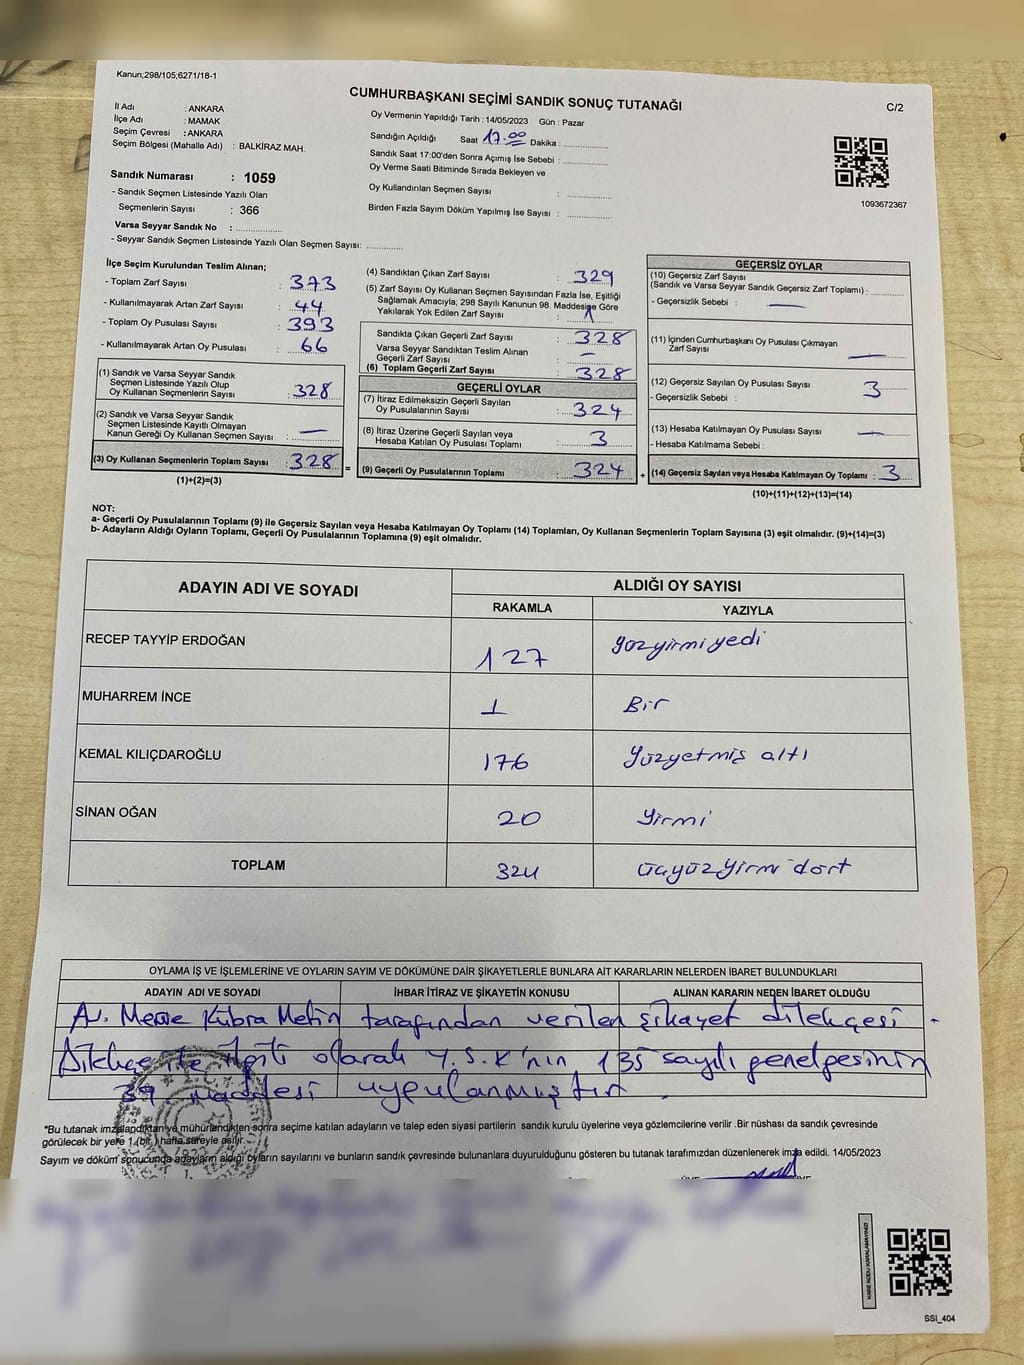 Kanun;298/105;6271/18-1
CUMHURBAŞKANI SEÇİMİ SANDIK SONUÇ TUTANAĞI
C/2
İl Adı : ANKARA
İlçe Adı : MAMAK
Seçim Çevresi : ANKARA
Seçim Bölgesi (Mahalle Adı) : BALKİRAZ MAH.
Sandık Numarası : 1059
- Sandık Seçmen Listesinde Yazılı Olan
Seçmenlerin Sayısı : 366
Varsa Seyyar Sandık No : ..............
- Seyyar Sandık Seçmen Listesinde Yazılı Olan Seçmen Sayısı: ..............
Oy Vermenin Yapıldığı Tarih : 14/05/2023 Gün : Pazar
Sandığın Açıldığı Saat 17.00 Dakika : ..............
Sandık Saat 17:00'den Sonra Açımış İse Sebebi : ..............
Oy Verme Saati Bitiminde Sırada Bekleyen ve
Oy Kullandırılan Seçmen Sayısı : ..............
Birden Fazla Sayım Döküm Yapılmış İse Sayısı : ..............
1093672367
İlçe Seçim Kurulundan Teslim Alınan;
- Toplam Zarf Sayısı : 373
- Kullanılmayarak Artan Zarf Sayısı : 44
- Toplam Oy Pusulası Sayısı : 393
- Kullanılmayarak Artan Oy Pusulası : 66
(1) Sandık ve Varsa Seyyar Sandık
Seçmen Listesinde Yazılı Olup
Oy Kullanan Seçmenlerin Sayısı : 328
(2) Sandık ve Varsa Seyyar Sandık
Seçmen Listesinde Kayıtlı Olmayan
Kanun Gereği Oy Kullanan Seçmen Sayısı : —
(3) Oy Kullanan Seçmenlerin Toplam Sayısı : 328 =
(1)+(2)=(3)
(4) Sandıktan Çıkan Zarf Sayısı : 329
(5) Zarf Sayısı Oy Kullanan Seçmen Sayısından Fazla İse, Eşitliği
Sağlamak Amacıyla; 298 Sayılı Kanunun 98. Maddesine Göre
Yakılarak Yok Edilen Zarf Sayısı : 1
Sandıkta Çıkan Geçerli Zarf Sayısı : 328
Varsa Seyyar Sandıktan Teslim Alınan
Geçerli Zarf Sayısı : —
(6) Toplam Geçerli Zarf Sayısı : 328
GEÇERLİ OYLAR
(7) İtiraz Edilmeksizin Geçerli Sayılan
Oy Pusulalarının Sayısı : 324
(8) İtiraz Üzerine Geçerli Sayılan veya
Hesaba Katılan Oy Pusulası Toplamı : 3
(9) Geçerli Oy Pusulalarının Toplamı : 324 +
GEÇERSİZ OYLAR
(10) Geçersiz Zarf Sayısı
(Sandık ve Varsa Seyyar Sandık Geçersiz Zarf Toplamı) : ..............
- Geçersizlik Sebebi : —
(11) İçinden Cumhurbaşkanı Oy Pusulası Çıkmayan
Zarf Sayısı —
(12) Geçersiz Sayılan Oy Pusulası Sayısı : 3
- Geçersizlik Sebebi :
(13) Hesaba Katılmayan Oy Pusulası Sayısı : —
- Hesaba Katılmama Sebebi :
(14) Geçersiz Sayılan veya Hesaba Katılmayan Oy Toplamı : 3
(10)+(11)+(12)+(13)=(14)
NOT:
a- Geçerli Oy Pusulalarının Toplamı (9) ile Geçersiz Sayılan veya Hesaba Katılmayan Oy Toplamı (14) Toplamları, Oy Kullanan Seçmenlerin Toplam Sayısına (3) eşit olmalıdır. (9)+(14)=(3)
b- Adayların Aldığı Oyların Toplamı, Geçerli Oy Pusulalarının Toplamına (9) eşit olmalıdır.
ADAYIN ADI VE SOYADI
ALDIĞI OY SAYISI
RAKAMLA YAZIYLA
RECEP TAYYİP ERDOĞAN 127 yüzyirmiyedi
MUHARREM İNCE 1 Bir
KEMAL KILIÇDAROĞLU 176 Yüzyetmiş altı
SİNAN OĞAN 20 Yirmi
TOPLAM 324 üçyüzyirmi dört
OYLAMA İŞ VE İŞLEMLERİNE VE OYLARIN SAYIM VE DÖKÜMÜNE DAİR ŞİKAYETLERLE BUNLARA AİT KARARLARIN NELERDEN İBARET BULUNDUKLARI
ADAYIN ADI VE SOYADI İHBAR İTİRAZ VE ŞİKAYETİN KONUSU ALINAN KARARIN NEDEN İBARET OLDUĞU
Av. Merve Kübra Metin tarafından verilen şikayet dilekçesi.
Dilekçe ile ilgili olarak Y.S.K'nın 135 sayılı genelgesinin
39 maddesi uygulanmıştır.
*Bu tutanak imzalandıktan ve mühürlendikten sonra seçime katılan adayların ve talep eden siyasi partilerin sandık kurulu üyelerine veya gözlemcilerine verilir .Bir nüshası da sandık çevresinde
görülecek bir yere 1 (bir ) hafta süreyle asılır.
Sayım ve döküm sonucunda adayların aldığı oyların sayılarını ve bunların sandık çevresinde bulunanlara duyurulduğunu gösteren bu tutanak tarafımızdan düzenlenerek imza edildi. 14/05/2023
SSI_404